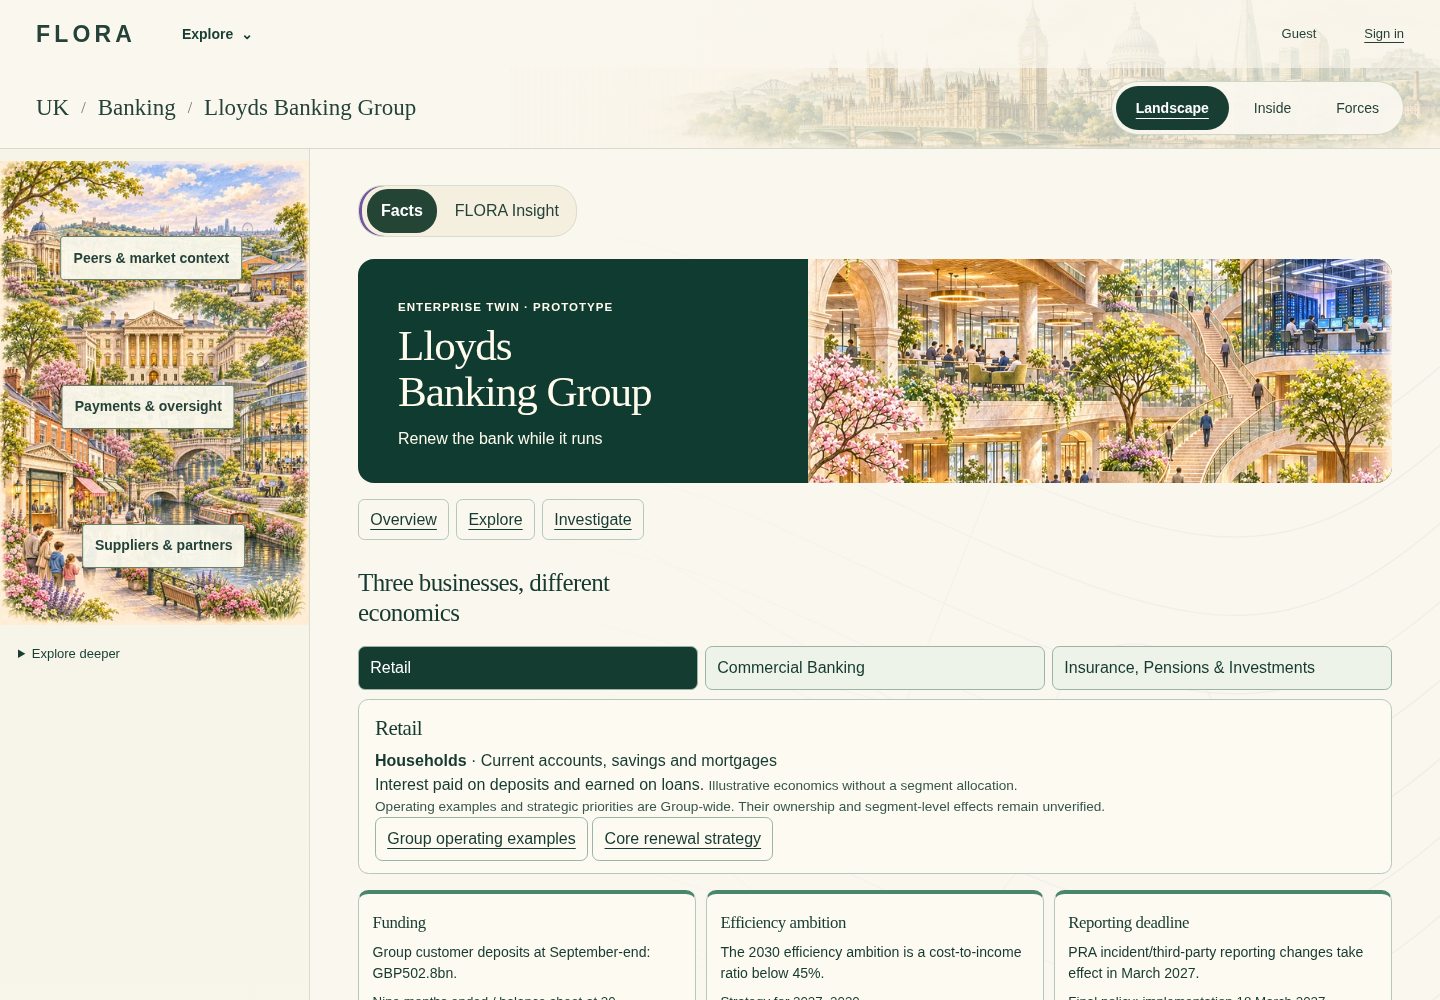 FLORA
Explore
Guest
Sign in
UK / Banking / Lloyds Banking Group
Landscape
Inside
Forces
Peers & market context
Payments & oversight
Suppliers & partners
Explore deeper
Facts
FLORA Insight
ENTERPRISE TWIN · PROTOTYPE
Lloyds
Banking Group
Renew the bank while it runs
Overview
Explore
Investigate
Three businesses, different
economics
Retail
Commercial Banking
Insurance, Pensions & Investments
Retail
Households · Current accounts, savings and mortgages
Interest paid on deposits and earned on loans. Illustrative economics without a segment allocation.
Operating examples and strategic priorities are Group-wide. Their ownership and segment-level effects remain unverified.
Group operating examples
Core renewal strategy
Funding
Group customer deposits at September-end:
GBP502.8bn.
Efficiency ambition
The 2030 efficiency ambition is a cost-to-income
ratio below 45%.
Reporting deadline
PRA incident/third-party reporting changes take
effect in March 2027.